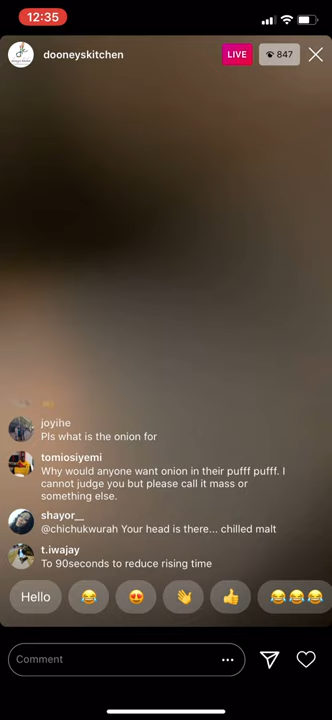 12:35
dooneyskitchen
LIVE
847
joyihe
Pls what is the onion for
tomiosiyemi
Why would anyone want onion in their pufff pufff. I
cannot judge you but please call it mass or
something else.
shayor__
@chichukwurah Your head is there... chilled malt
t.iwajay
To 90seconds to reduce rising time
Hello
Comment